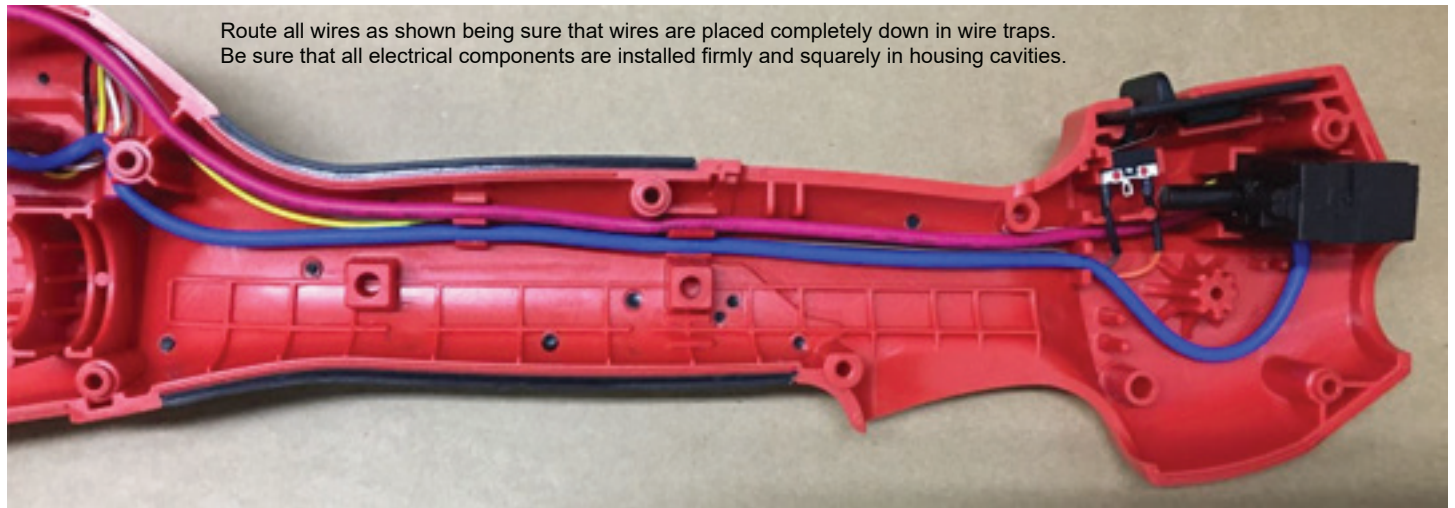 Route all wires as shown being sure that wires are placed completely down in wire traps.
Be sure that all electrical components are installed firmly and squarely in housing cavities.